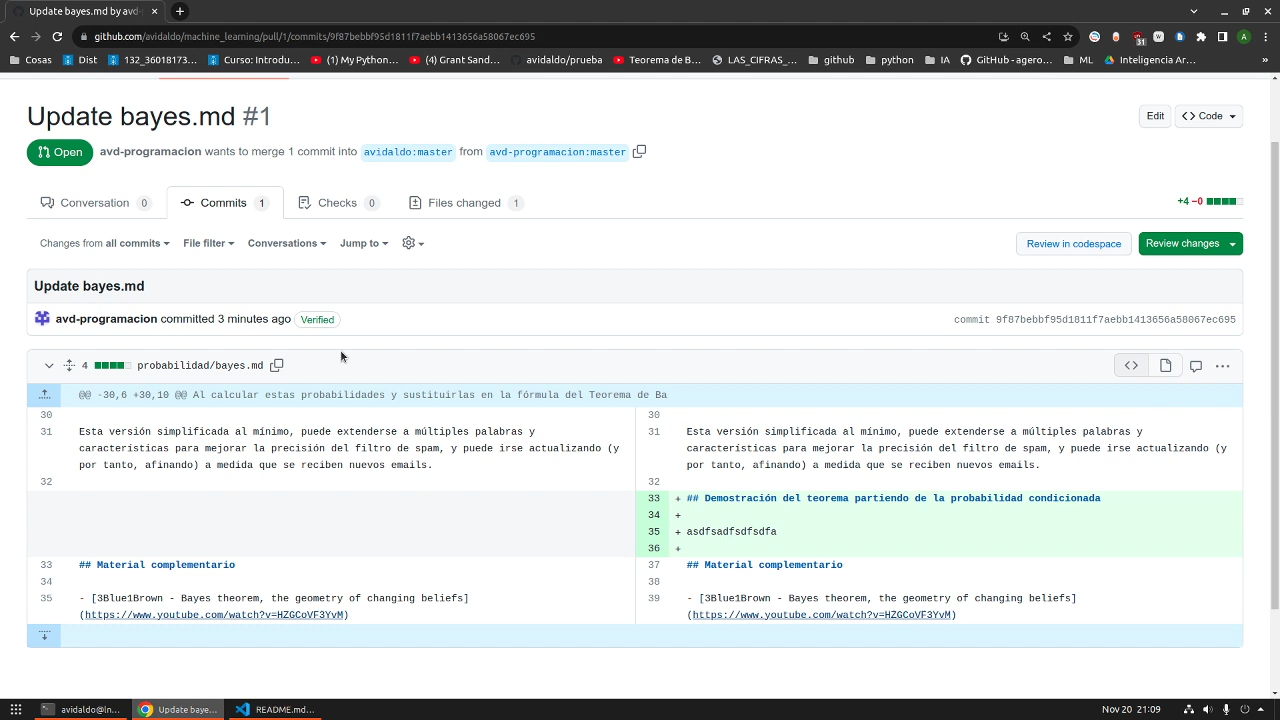 Update bayes.md by avd-
github.com/avidaldo/machine_learning/pull/1/commits/9f87bebbf95d1811f7aebb1413656a58067ec695
31
A
Cosas
Dist
132_36018173...
Curso: Introdu...
(1) My Python...
(4) Grant Sand...
avidaldo/prueba
Teorema de B...
LAS_CIFRAS_...
github
python
IA
GitHub - agero...
ML
Inteligencia Ar...
»
Update bayes.md #1
Edit
<> Code
Open
avd-programacion wants to merge 1 commit into avidaldo:master from avd-programacion:master
Conversation 0
Commits 1
Checks 0
Files changed 1
+4 −0
Changes from all commits
File filter
Conversations
Jump to
Review in codespace
Review changes
Update bayes.md
avd-programacion committed 3 minutes ago Verified
commit 9f87bebbf95d1811f7aebb1413656a58067ec695
4 probabilidad/bayes.md
@@ -30,6 +30,10 @@ Al calcular estas probabilidades y sustituirlas en la fórmula del Teorema de Ba
30
31 Esta versión simplificada al mínimo, puede extenderse a múltiples palabras y
características para mejorar la precisión del filtro de spam, y puede irse actualizando (y
por tanto, afinando) a medida que se reciben nuevos emails.
32
33 ## Material complementario
34
35 - [3Blue1Brown - Bayes theorem, the geometry of changing beliefs]
(https://www.youtube.com/watch?v=HZGCoVF3YvM)
30
31 Esta versión simplificada al mínimo, puede extenderse a múltiples palabras y
características para mejorar la precisión del filtro de spam, y puede irse actualizando (y
por tanto, afinando) a medida que se reciben nuevos emails.
32
33 + ## Demostración del teorema partiendo de la probabilidad condicionada
34 +
35 + asdfsadfsdfsdfa
36 +
37 ## Material complementario
38
39 - [3Blue1Brown - Bayes theorem, the geometry of changing beliefs]
(https://www.youtube.com/watch?v=HZGCoVF3YvM)
avidaldo@ln...
Update baye...
README.md...
Nov 20 21:09